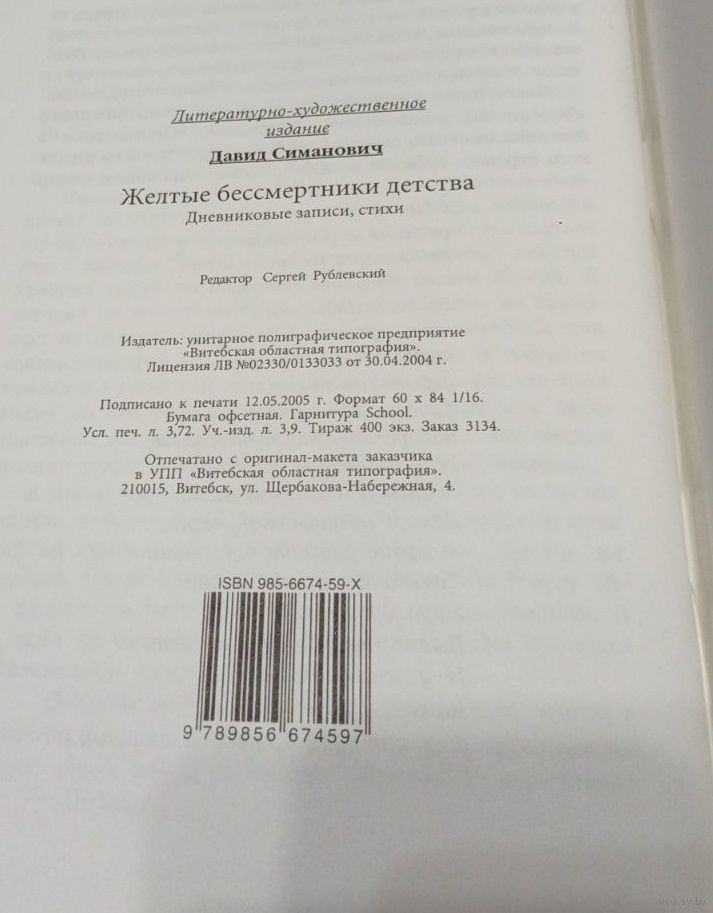 Литературно-художественное
издание
Давид Симанович
Желтые бессмертники детства
Дневниковые записи, стихи
Редактор Сергей Рублевский
Издатель: унитарное полиграфическое предприятие
«Витебская областная типография».
Лицензия ЛВ №02330/0133033 от 30.04.2004 г.
Подписано к печати 12.05.2005 г. Формат 60 х 84 1/16.
Бумага офсетная. Гарнитура School.
Усл. печ. л. 3,72. Уч.-изд. л. 3,9. Тираж 400 экз. Заказ 3134.
Отпечатано с оригинал-макета заказчика
в УПП «Витебская областная типография».
210015, Витебск, ул. Щербакова-Набережная, 4.
ISBN 985-6674-59-X
9 789856 674597
www.ay.by